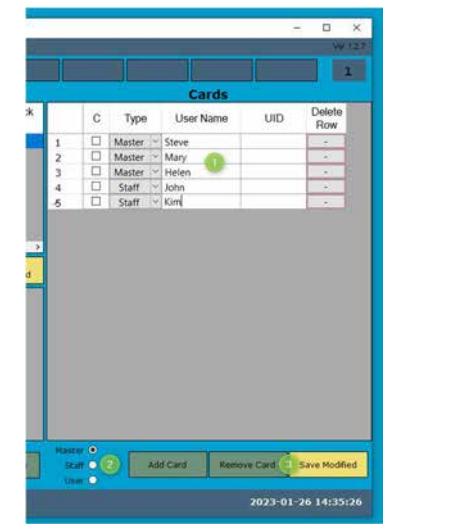 Ver 1.2.7
1
Cards
C Type User Name UID Delete Row
1 Master Steve -
2 Master Mary -
3 Master Helen -
4 Staff John -
5 Staff Kim -
1
d
Master
Staff 2 Add Card Remove Card 3 Save Modified
User
2023-01-26 14:35:26